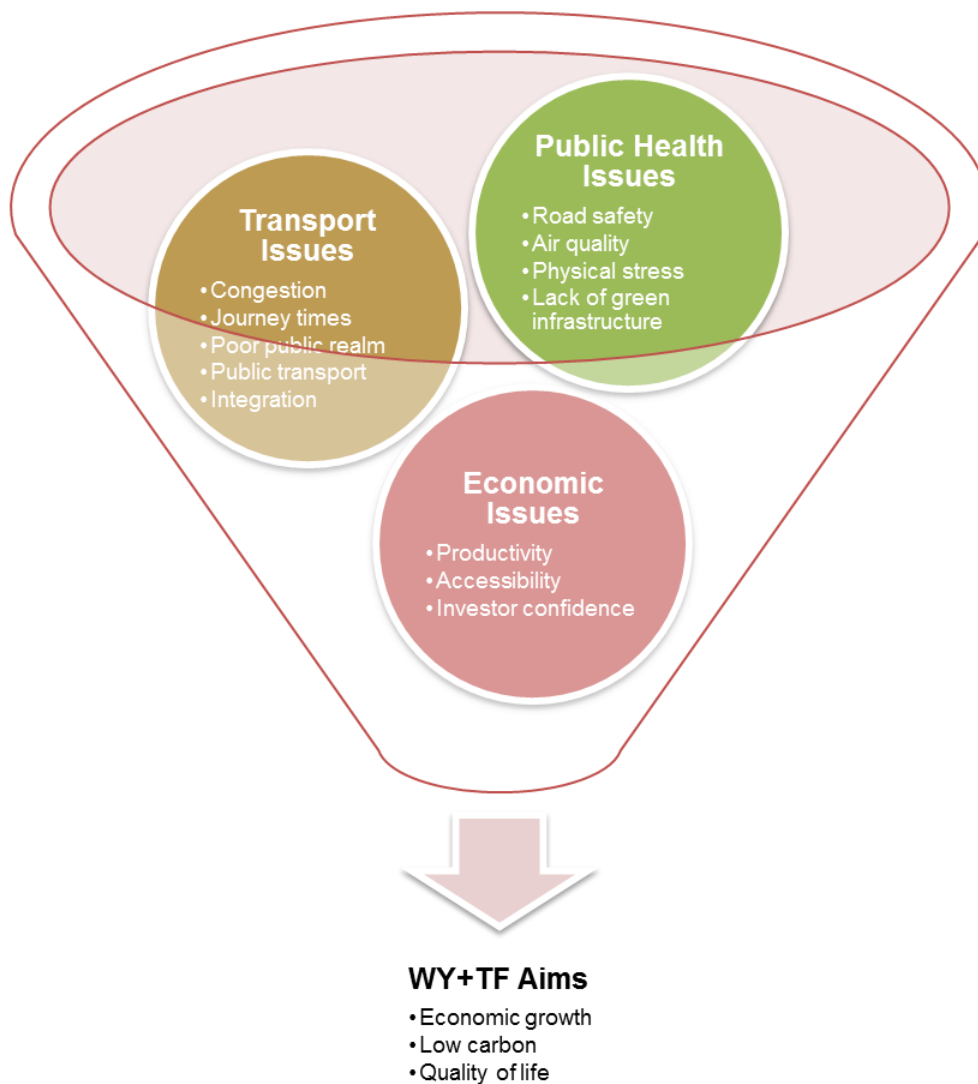 Public Health
Issues
•Road safety
•Air quality
•Physical stress
•Lack of green
infrastructure
Transport
Issues
•Congestion
•Journey times
•Poor public realm
•Public transport
•Integration
Economic
Issues
•Productivity
•Accessibility
•Investor confidence
WY+TF Aims
•Economic growth
•Low carbon
•Quality of life